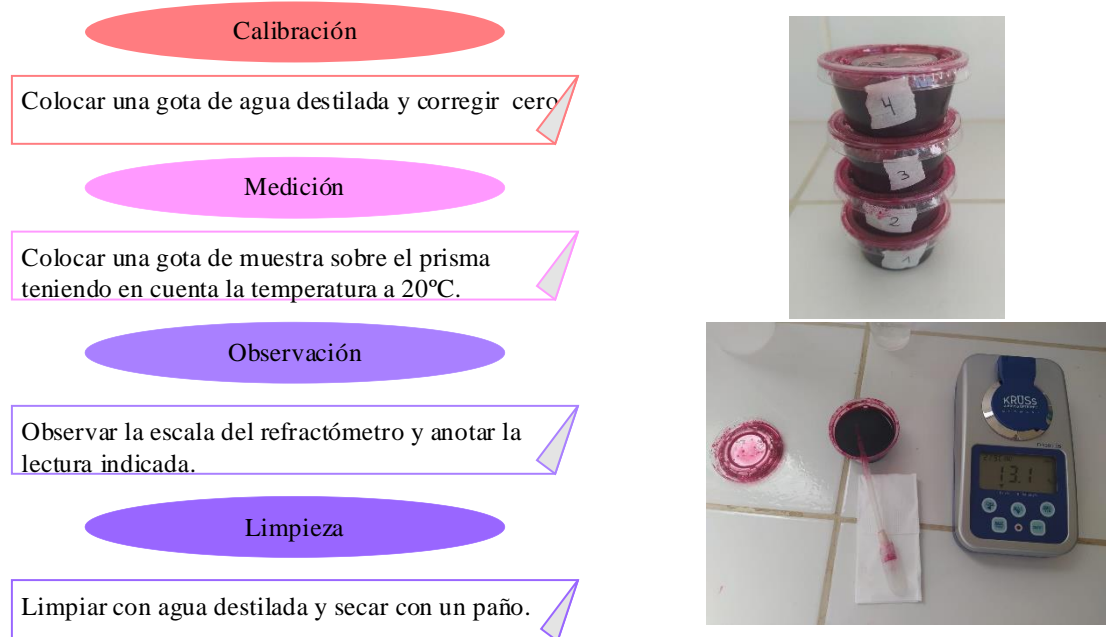 Calibración
Colocar una gota de agua destilada y corregir cero
Medición
Colocar una gota de muestra sobre el prisma
teniendo en cuenta la temperatura a 20ºC.
Observación
Observar la escala del refractómetro y anotar la
lectura indicada.
Limpieza
Limpiar con agua destilada y secar con un paño.
4
3
2
1
KRÜSS
13.1